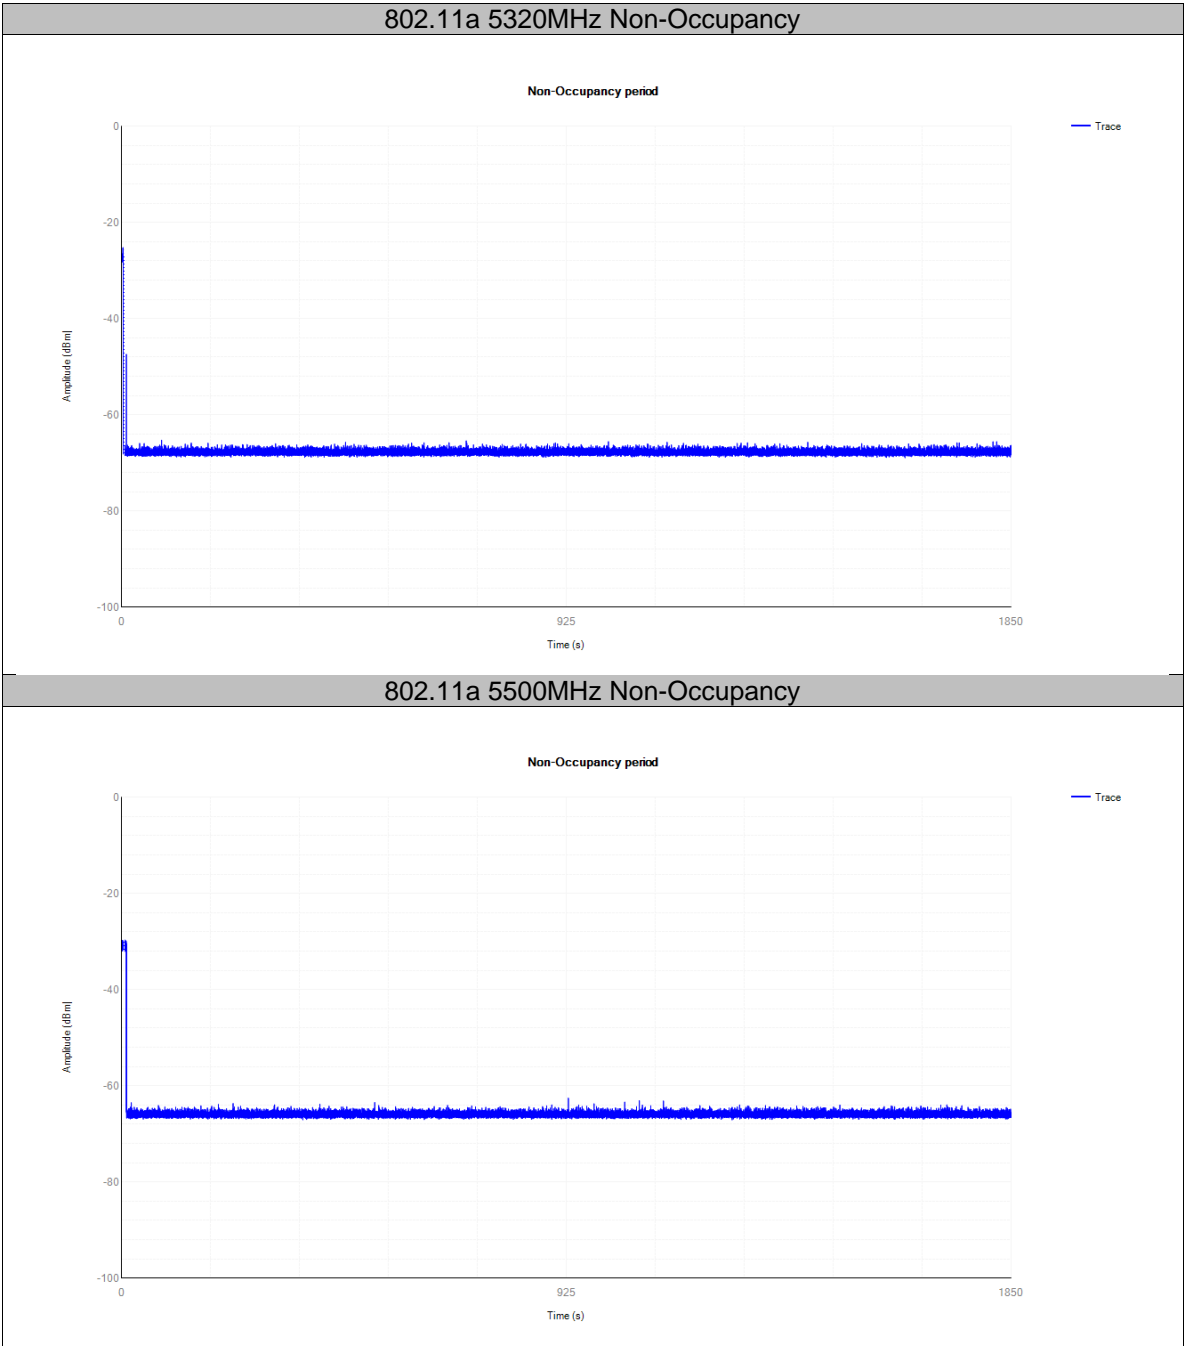 802.11a 5320MHz Non-Occupancy
Non-Occupancy period
Trace
0
-20
-40
-60
-80
-100
Amplitude (dBm)
0 925 1850
Time (s)
802.11a 5500MHz Non-Occupancy
Non-Occupancy period
Trace
0
-20
-40
-60
-80
-100
Amplitude (dBm)
0 925 1850
Time (s)